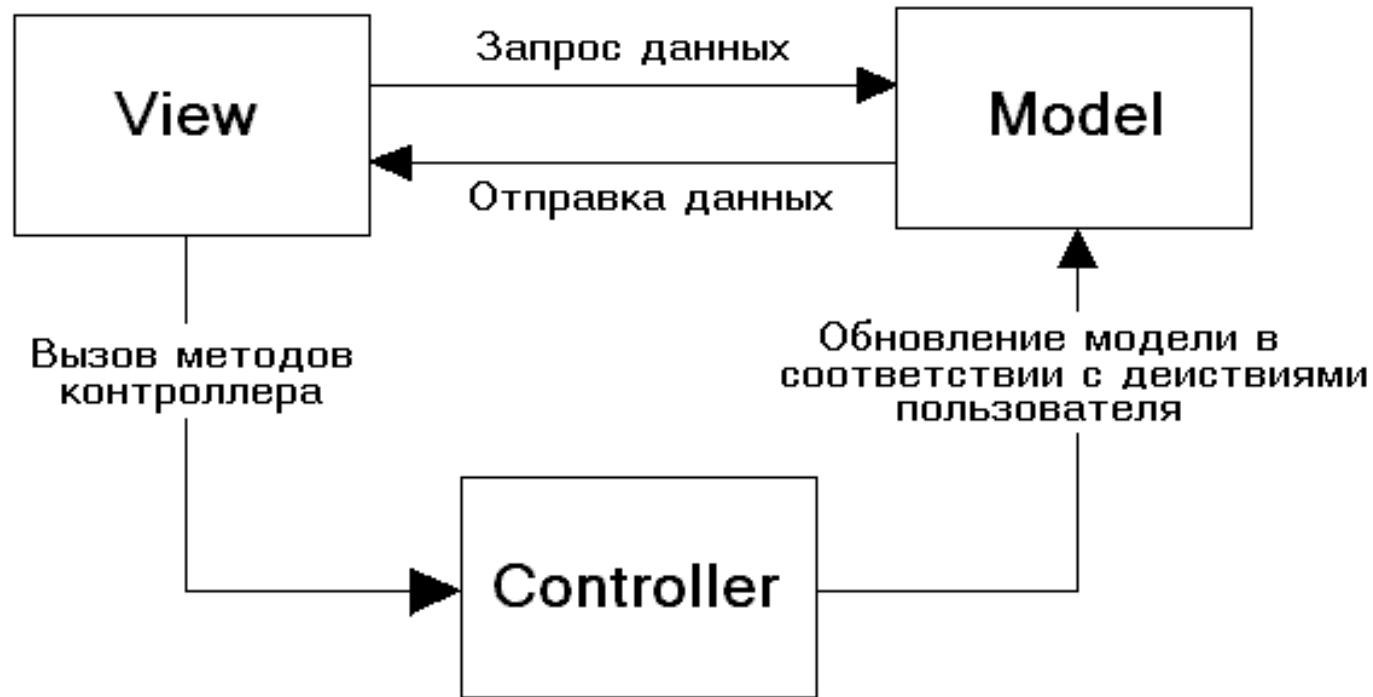 Запрос данных
View
Model
Отправка данных
Вызов методов
контроллера
Обновление модели в
соответствии с деиствиями
пользователя
Controller